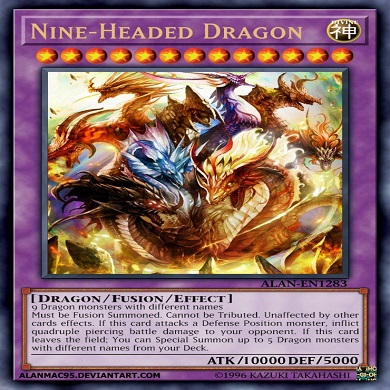 Nine-Headed Dragon
DIVINE
神
ALAN-EN1283
[Dragon/Fusion/Effect]
9 Dragon monsters with different names
Must be Fusion Summoned. Cannot be Tributed. Unaffected by other
cards effects. If this card attacks a Defense Position monster, inflict
quadruple piercing battle damage to your opponent. If this card
leaves the field; You can Special Summon up to 5 Dragon monsters
with different names from your Deck.
ATK/10000 DEF/5000
ALANMAC95.DEVIANTART.COM ©1996 KAZUKI TAKAHASHI